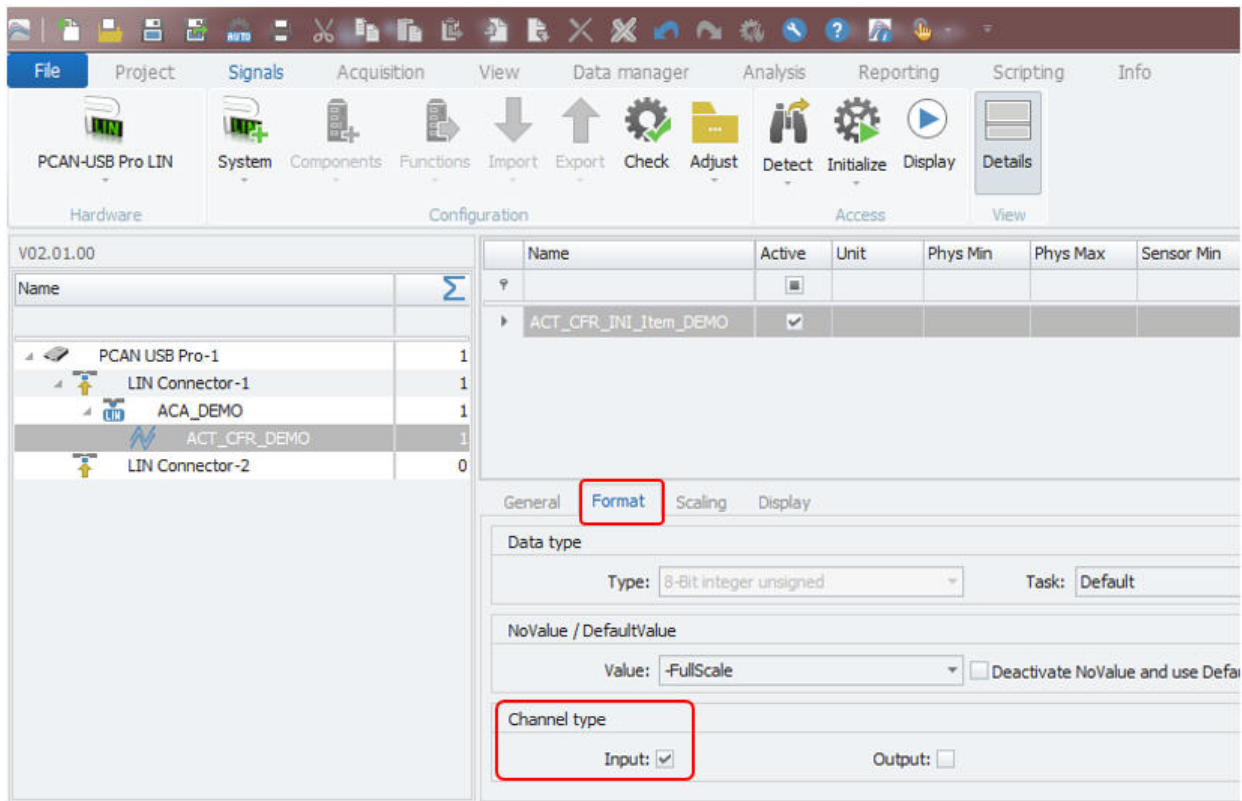 AUTO
File Project Signals Acquisition View Data manager Analysis Reporting Scripting Info
LIN
PCAN-USB Pro LIN System Components Functions Import Export Check Adjust Detect Initialize Display Details
Hardware Configuration Access View
V02.01.00
Name
PCAN USB Pro-1 1
LIN Connector-1 1
LIN ACA_DEMO 1
ACT_CFR_DEMO 1
LIN Connector-2 0
Name Active Unit Phys Min Phys Max Sensor Min
ACT_CFR_INI_Item_DEMO
General Format Scaling Display
Data type
Type: 8-Bit integer unsigned Task: Default
NoValue / DefaultValue
Value: -FullScale Deactivate NoValue and use Defau
Channel type
Input: Output: